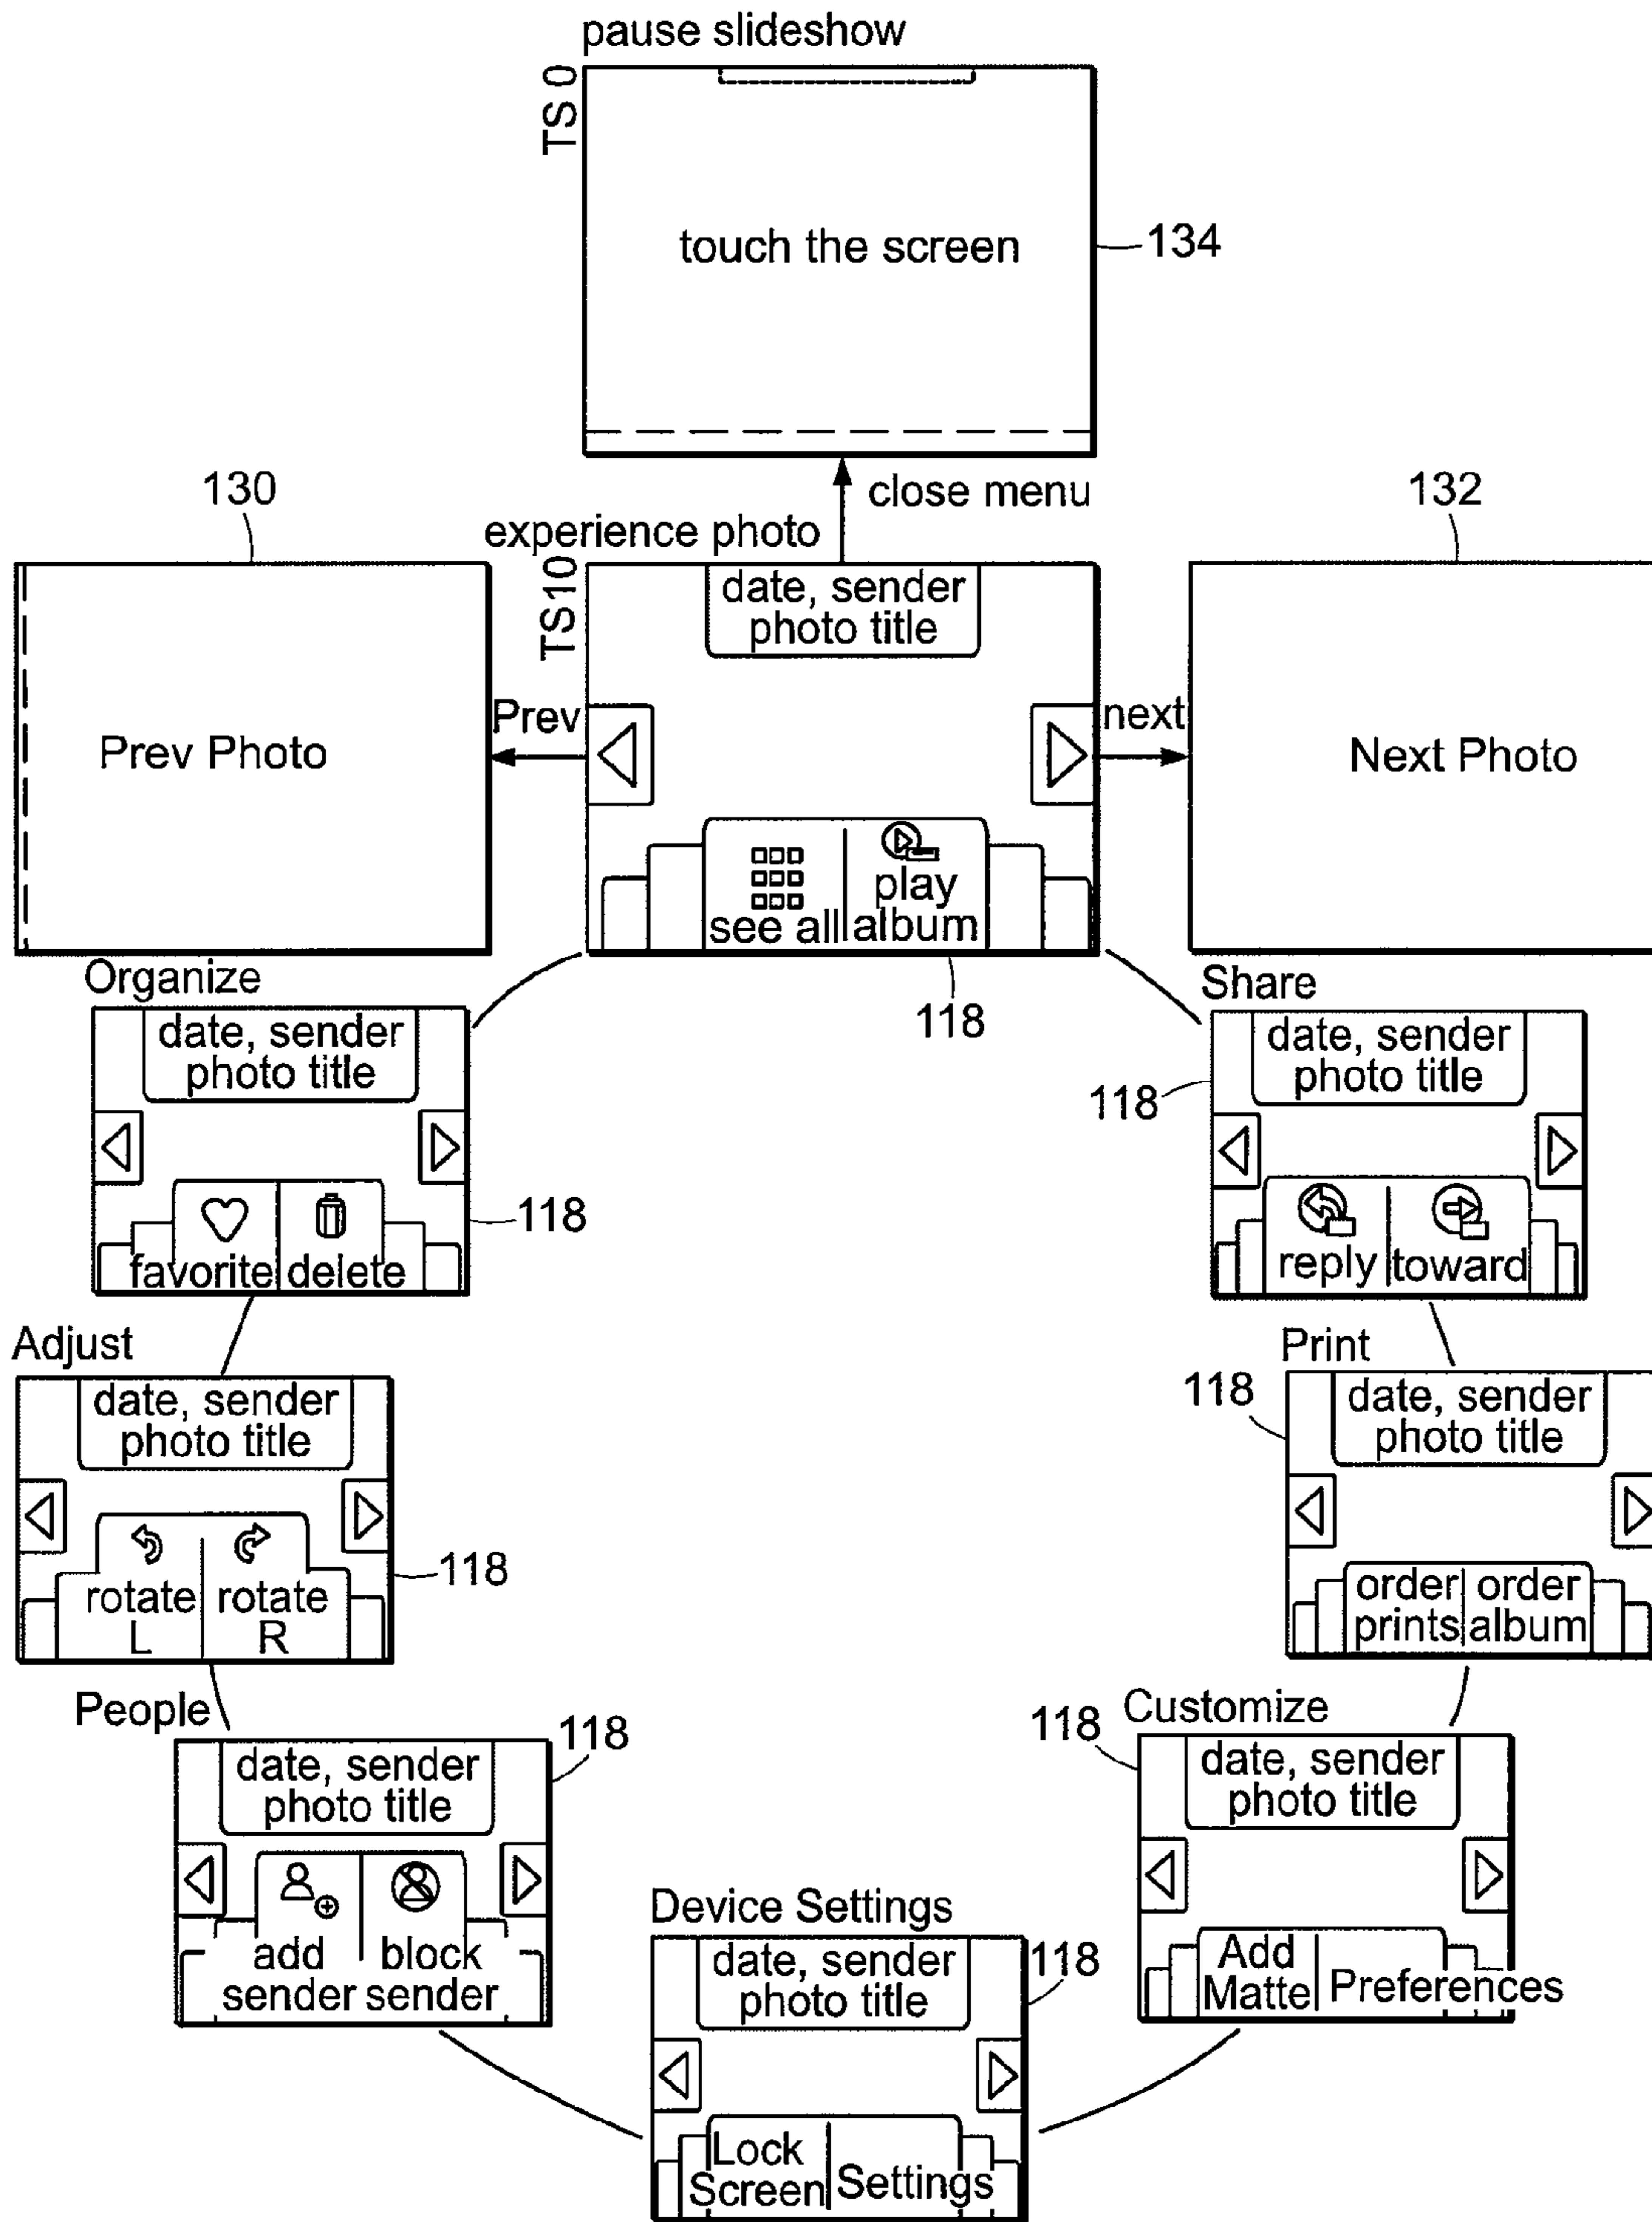 pause slideshow
TS 0
touch the screen
134
close menu
130
132
experience photo
TS10
date, sender
photo title
Prev
next
Prev Photo
Next Photo
see all
play
album
118
Organize
date, sender
photo title
favorite
delete
118
Share
date, sender
photo title
118
reply
toward
Adjust
date, sender
photo title
rotate
L
rotate
R
118
Print
118
date, sender
photo title
order
prints
order
album
People
118
date, sender
photo title
add
sender
block
sender
Customize
118
date, sender
photo title
Add
Matte
Preferences
Device Settings
118
date, sender
photo title
Lock
Screen
Settings